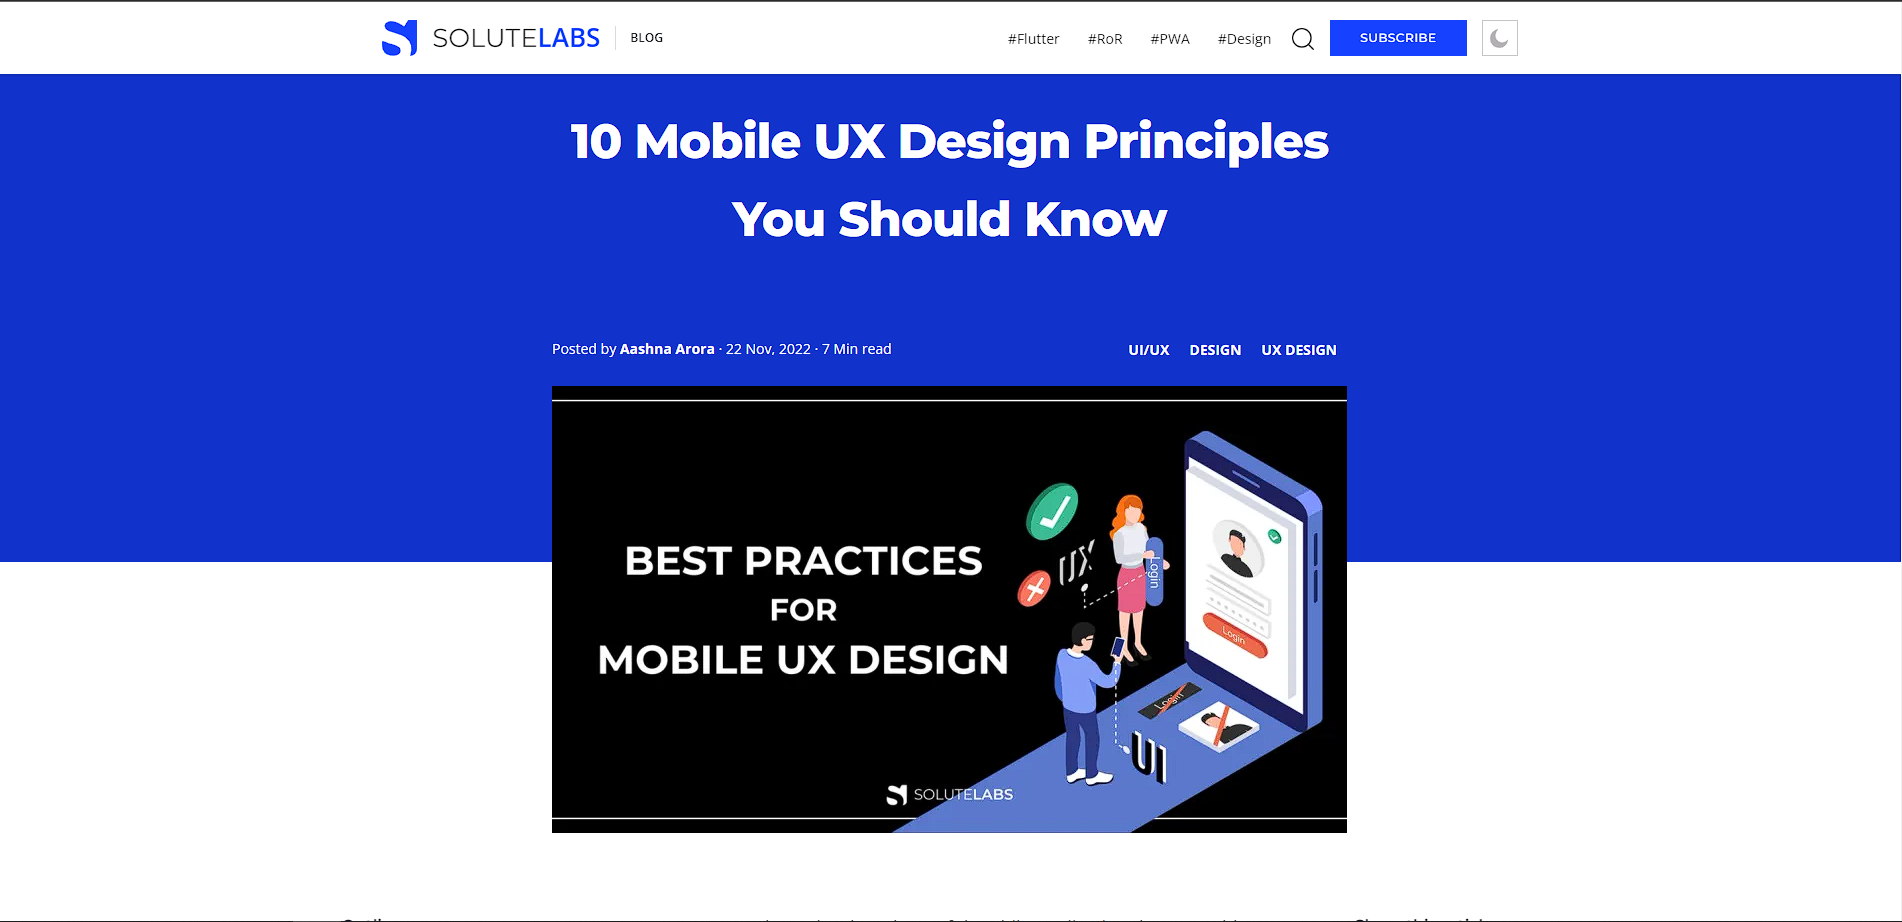 SOLUTELABS BLOG
#Flutter #RoR #PWA #Design SUBSCRIBE
10 Mobile UX Design Principles
You Should Know
Posted by Aashna Arora · 22 Nov, 2022 · 7 Min read
UI/UX DESIGN UX DESIGN
BEST PRACTICES
FOR
MOBILE UX DESIGN
UX
Login
Login
Login
UI
SOLUTELABS